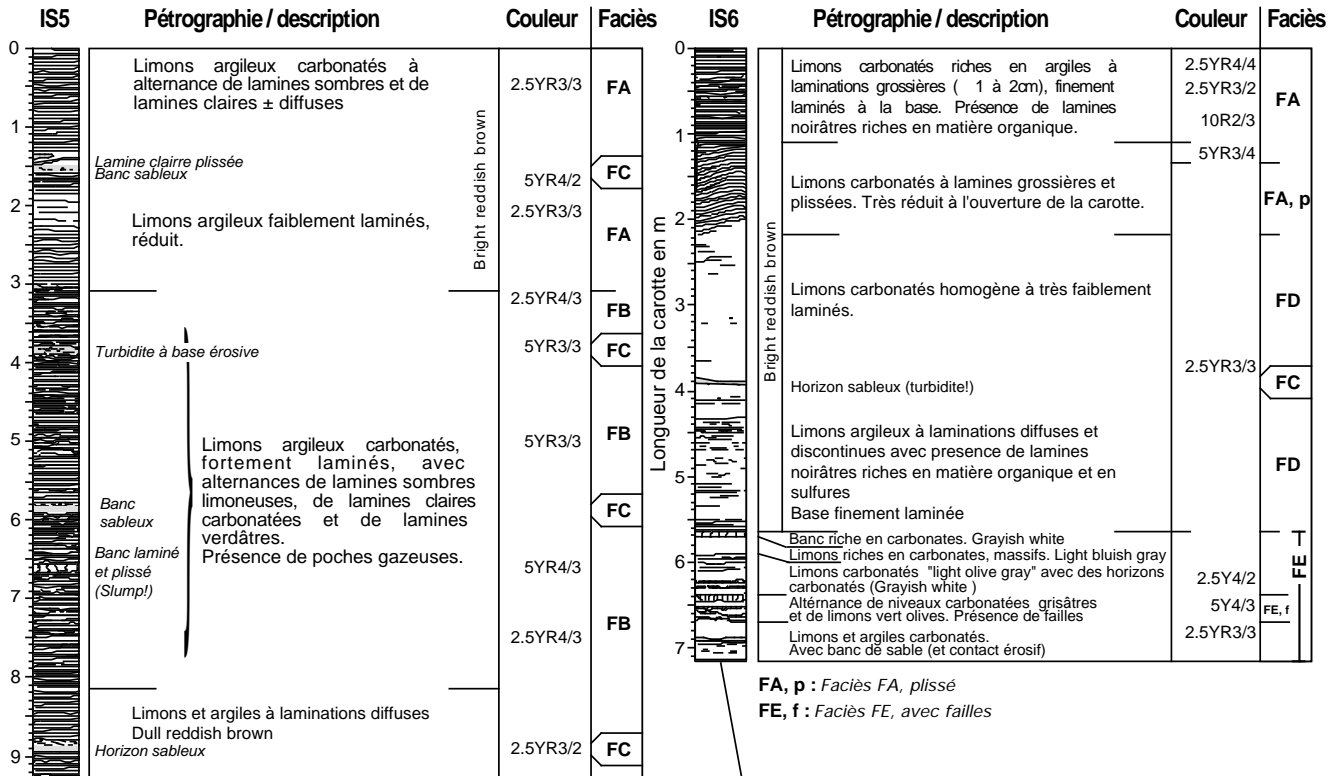 IS5 Pétrographie / description Couleur Faciès
0
1
2
3
4
5
6
7
8
9
Limons argileux carbonatés à
alternance de lamines sombres et de
lamines claires ± diffuses
Lamine clairre plissée
Banc sableux
Limons argileux faiblement laminés,
réduit.
Turbidite à base érosive
Limons argileux carbonatés,
fortement laminés, avec
alternances de lamines sombres
limoneuses, de lamines claires
carbonatées et de lamines
verdâtres.
Présence de poches gazeuses.
Banc
sableux
Banc laminé
et plissé
(Slump!)
Limons et argiles à laminations diffuses
Dull reddish brown
Horizon sableux
Bright reddish brown
2.5YR3/3
5YR4/2
2.5YR3/3
2.5YR4/3
5YR3/3
5YR3/3
5YR4/3
2.5YR4/3
2.5YR3/2
FA
FC
FA
FB
FC
FB
FC
FB
FC
Longueur de la carotte en m
IS6 Pétrographie / description Couleur Faciès
0
1
2
3
4
5
6
7
Bright reddish brown
Limons carbonatés riches en argiles à
laminations grossières ( 1 à 2cm), finement
laminés à la base. Présence de lamines
noirâtres riches en matière organique.
Limons carbonatés à lamines grossières et
plissées. Très réduit à l'ouverture de la carotte.
Limons carbonatés homogène à très faiblement
laminés.
Horizon sableux (turbidite!)
Limons argileux à laminations diffuses et
discontinues avec presence de lamines
noirâtres riches en matière organique et en
sulfures
Base finement laminée
Banc riche en carbonates. Grayish white
Limons riches en carbonates, massifs. Light bluish gray
Limons carbonatés "light olive gray" avec des horizons
carbonatés (Grayish white )
Altérnance de niveaux carbonatées grisâtres
et de limons vert olives. Présence de failles
Limons et argiles carbonatés.
Avec banc de sable (et contact érosif)
2.5YR4/4
2.5YR3/2
10R2/3
5YR3/4
2.5YR3/3
2.5Y4/2
5Y4/3
2.5YR3/3
FA
FA, p
FD
FC
FD
FE
FE, f
FA, p : Faciès FA, plissé
FE, f : Faciès FE, avec failles